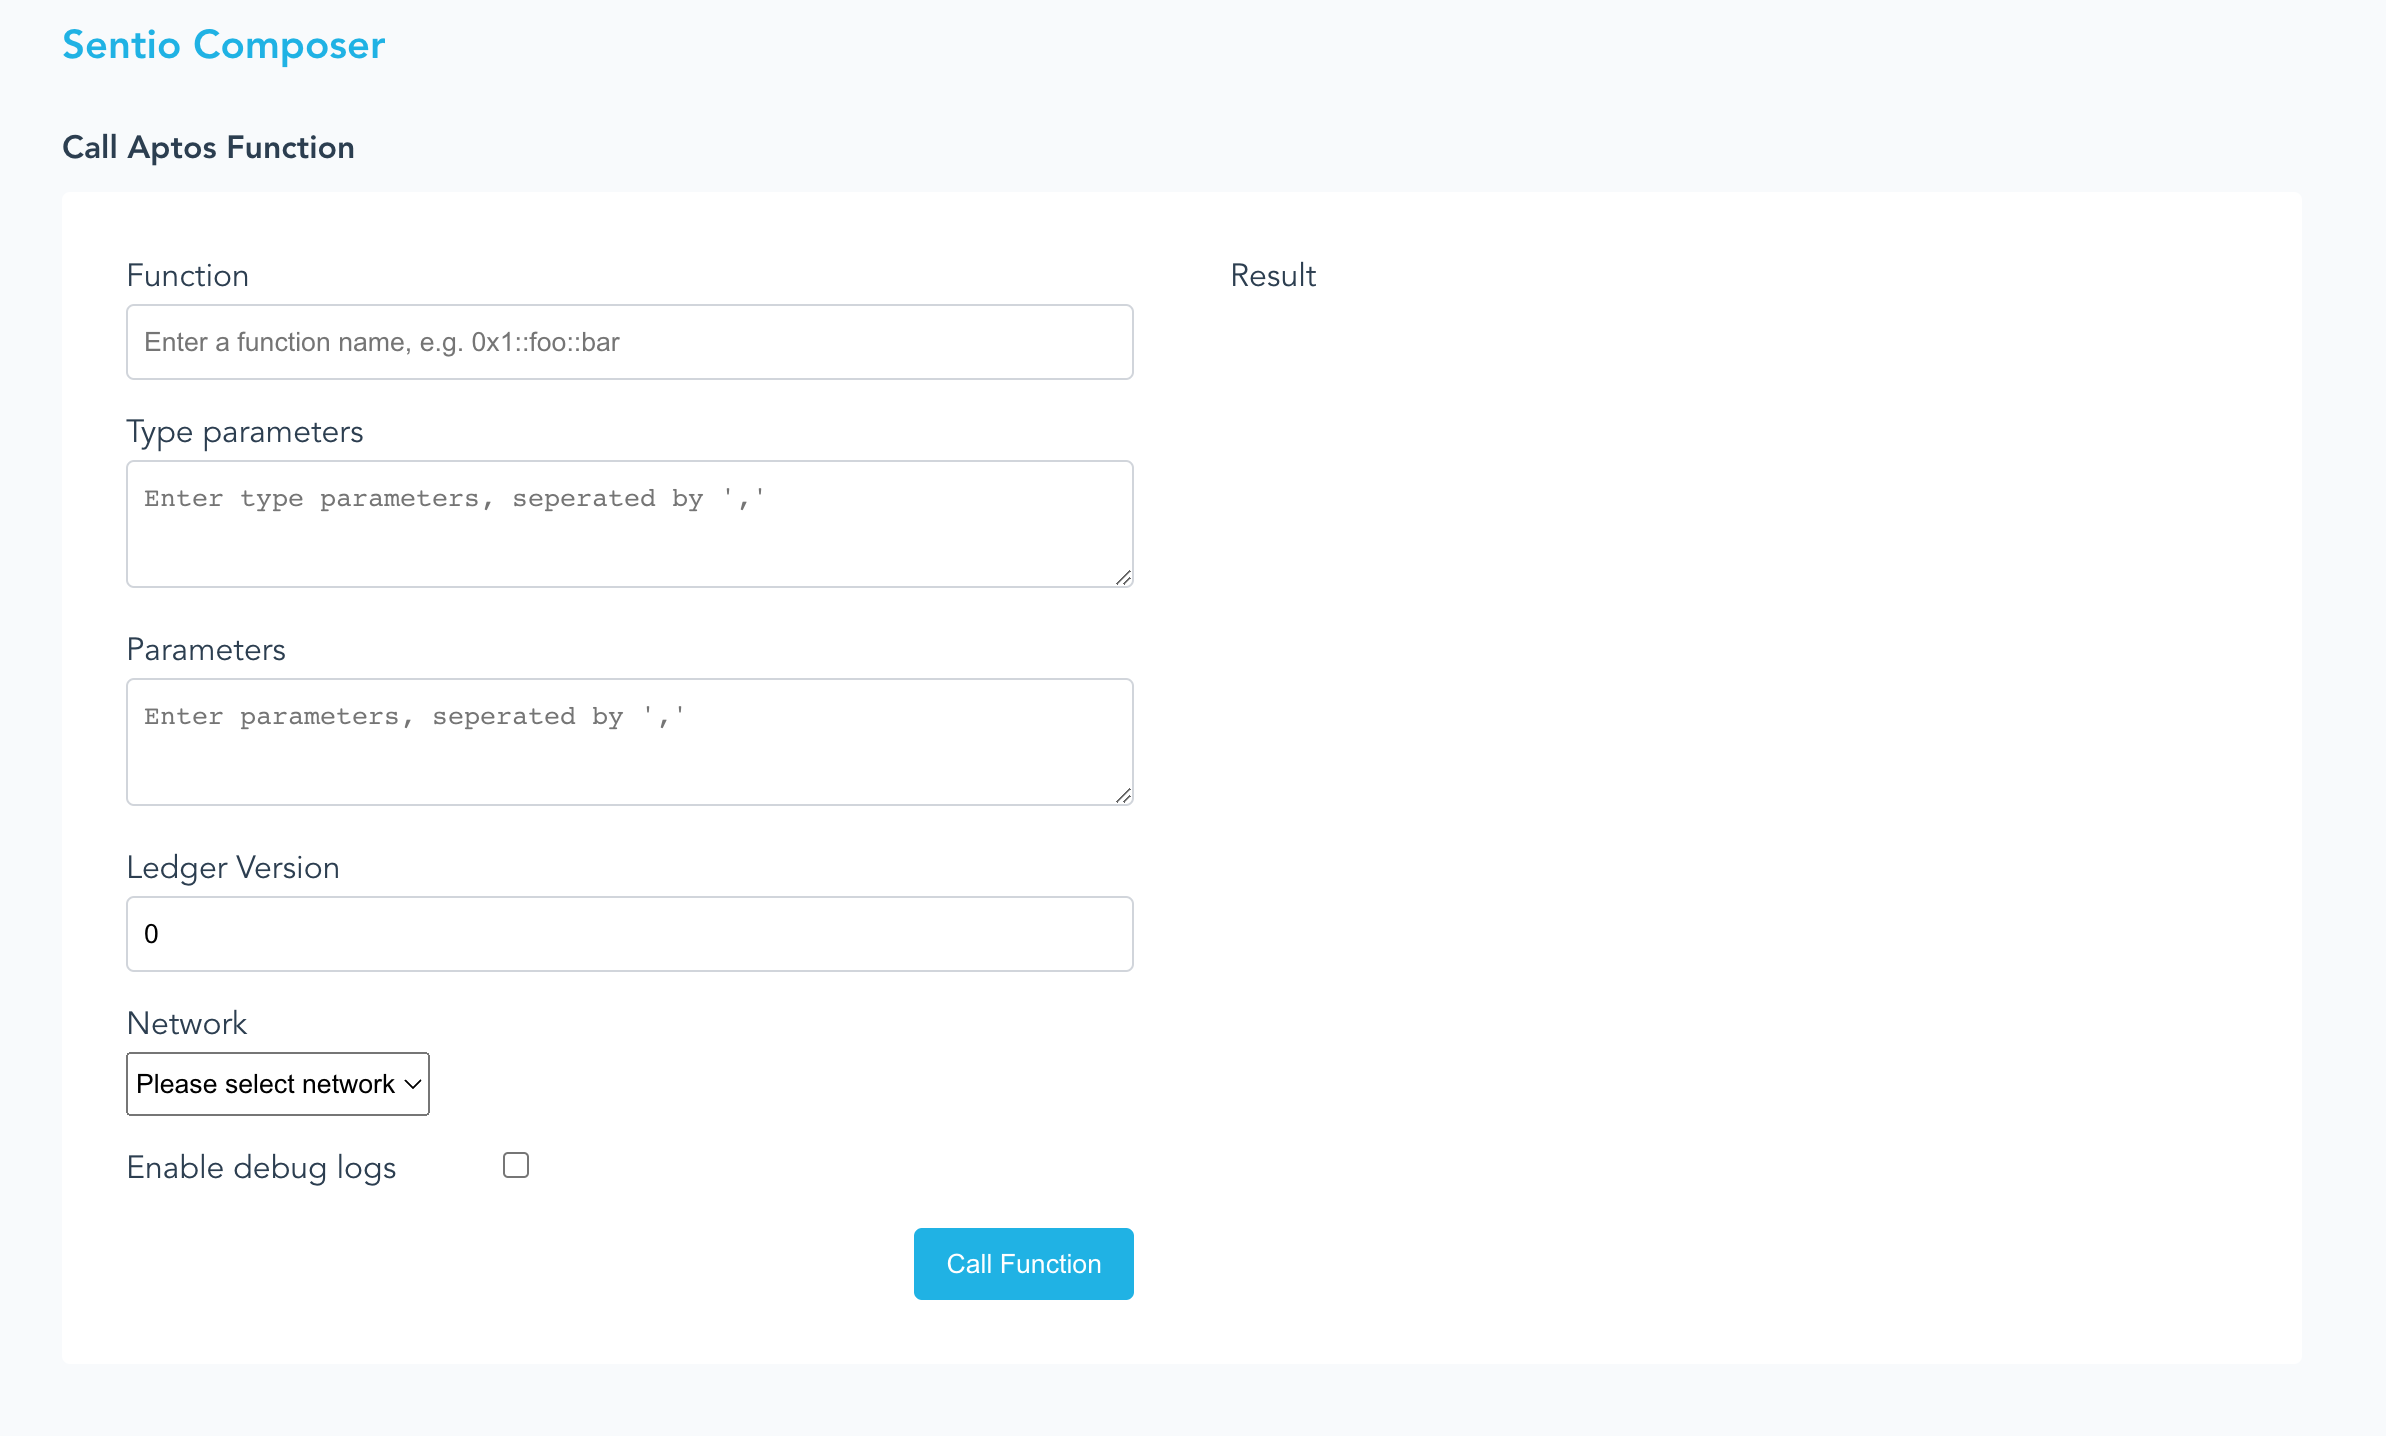 Sentio Composer
Call Aptos Function
Function
Enter a function name, e.g. 0x1::foo::bar
Type parameters
Enter type parameters, seperated by ','
Parameters
Enter parameters, seperated by ','
Ledger Version
0
Network
Please select network
Enable debug logs
Call Function
Result